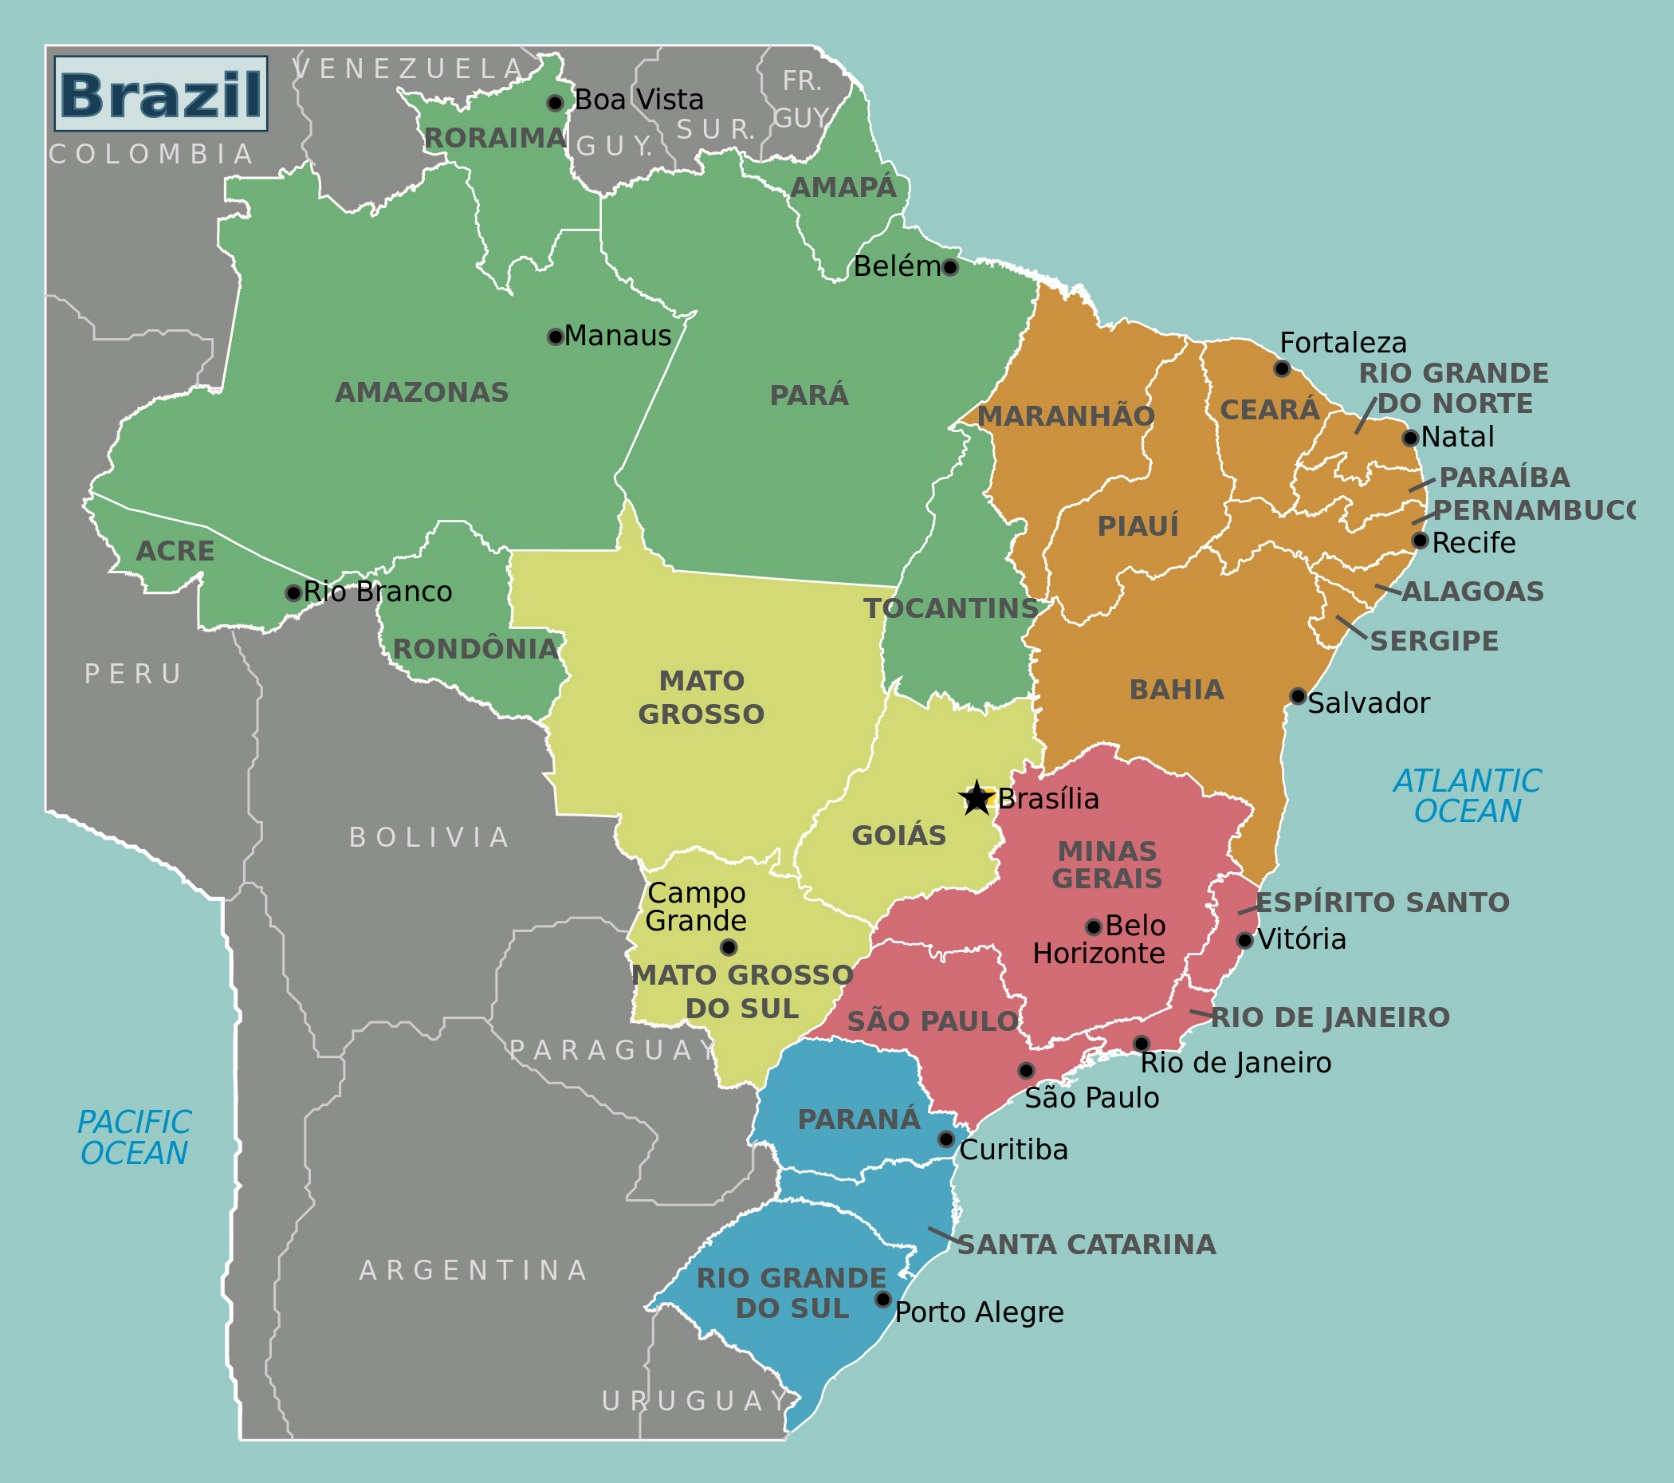 Brazil
VENEZUELA
COLOMBIA
FR.
GUY.
SUR.
GUY.
Boa Vista
RORAIMA
AMAPÁ
Belém
Manaus
AMAZONAS
PARÁ
MARANHÃO
CEARÁ
Fortaleza
RIO GRANDE
DO NORTE
Natal
PARAÍBA
PERNAMBUCO
Recife
PIAUÍ
ACRE
Rio Branco
RONDÔNIA
TOCANTINS
ALAGOAS
SERGIPE
PERU
MATO
GROSSO
BAHIA
Salvador
ATLANTIC
OCEAN
Brasília
GOIÁS
BOLIVIA
MINAS
GERAIS
Campo
Grande
Belo
Horizonte
ESPÍRITO SANTO
Vitória
MATO GROSSO
DO SUL
SÃO PAULO
RIO DE JANEIRO
Rio de Janeiro
São Paulo
PARAGUAY
PACIFIC
OCEAN
PARANÁ
Curitiba
SANTA CATARINA
ARGENTINA
RIO GRANDE
DO SUL
Porto Alegre
URUGUAY